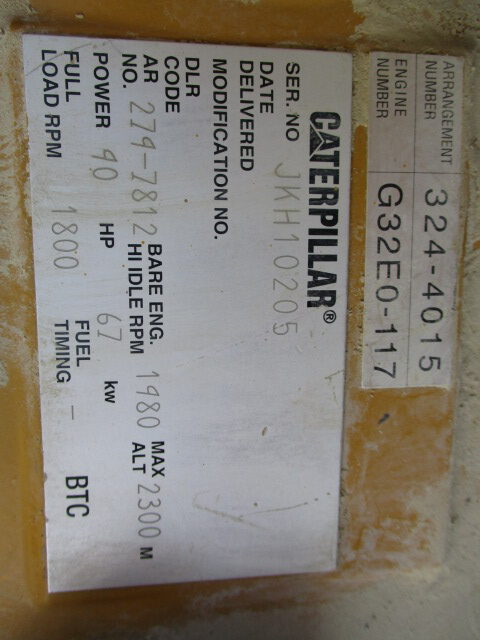 ARRANGEMENT NUMBER 324-4015
ENGINE NUMBER G32E0-117
CATERPILLAR®
SER. NO JKH10205
DATE DELIVERED
MODIFICATION NO.
DLR CODE
AR NO. 279-7812 BARE ENG. HI IDLE RPM 1980 MAX ALT 2300 M
POWER 90 HP 67 kw
FULL LOAD RPM 1800 FUEL TIMING - BTC